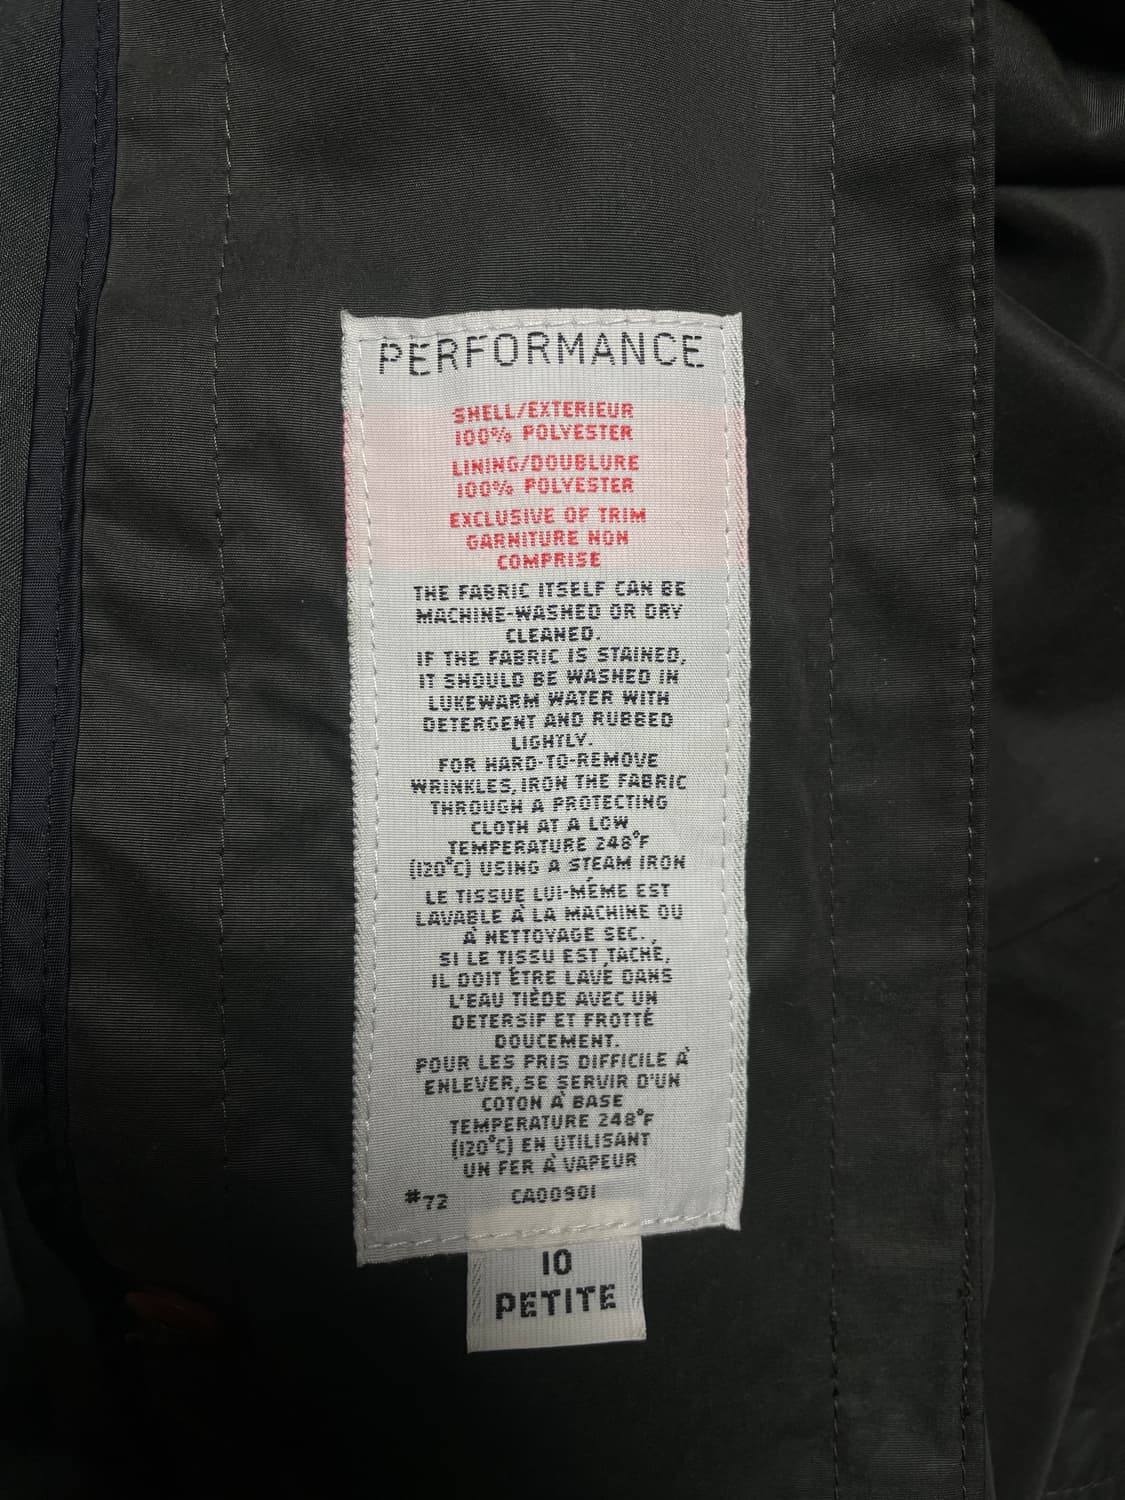 PERFORMANCE
SHELL/EXTERIEUR
100% POLYESTER
LINING/DOUBLURE
100% POLYESTER
EXCLUSIVE OF TRIM
GARNITURE NON
COMPRISE
THE FABRIC ITSELF CAN BE
MACHINE-WASHED OR DRY
CLEANED.
IF THE FABRIC IS STAINED,
IT SHOULD BE WASHED IN
LUKEWARM WATER WITH
DETERGENT AND RUBBED
LIGHTLY.
FOR HARD-TO-REMOVE
WRINKLES, IRON THE FABRIC
THROUGH A PROTECTING
CLOTH AT A LOW
TEMPERATURE 248°F
(120°C) USING A STEAM IRON
LE TISSUE LUI-MÉME EST
LAVABLE À LA MACHINE OU
À NETTOYAGE SEC.
SI LE TISSU EST TACHÉ,
IL DOIT ÊTRE LAVÉ DANS
L'EAU TIÈDE AVEC UN
DETERSIF ET FROTTÉ
DOUCEMENT.
POUR LES PRIS DIFFICILE À
ENLEVER, SE SERVIR D'UN
COTON À BASE
TEMPERATURE 248°F
(120°C) EN UTILISANT
UN FER À VAPEUR
#72 CA00901
10
PETITE